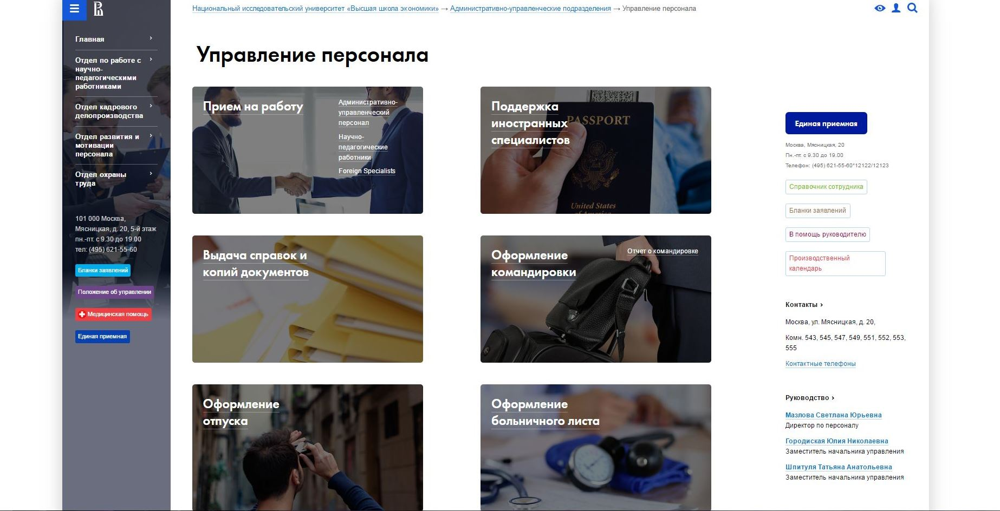 Национальный исследовательский университет «Высшая школа экономики» → Административно-управленческие подразделения → Управление персонала
Главная
Отдел по работе с
научно-
педагогическими
работниками
Отдел кадрового
делопроизводства
Отдел развития и
мотивации
персонала
Отдел охраны
труда
101 000 Москва,
Мясницкая, д. 20, 5-й этаж
пн.-пт. с 9.30 до 19.00
тел: (495) 621-55-60
Бланки заявлений
Положение об управлении
Медицинская помощь
Единая приемная
Управление персонала
Прием на работу
Административно-
управленческий
персонал
Научно-
педагогические
работники
Foreign Specialists
Поддержка
иностранных
специалистов
PASSPORT
United States
of America
Выдача справок и
копий документов
Оформление
командировки
Отчет о командировке
Оформление
отпуска
Оформление
больничного листа
Единая приемная
Москва, Мясницкая, 20
Пн.-пт. с 9.30 до 19.00
Телефон: (495) 621-55-60*12122/12123
Справочник сотрудника
Бланки заявлений
В помощь руководителю
Производственный
календарь
Контакты
Москва, ул. Мясницкая, д. 20,
Комн. 543, 545, 547, 549, 551, 552, 553,
555
Контактные телефоны
Руководство
Мазлова Светлана Юрьевна
Директор по персоналу
Городиская Юлия Николаевна
Заместитель начальника управления
Шпитуля Татьяна Анатольевна
Заместитель начальника управления